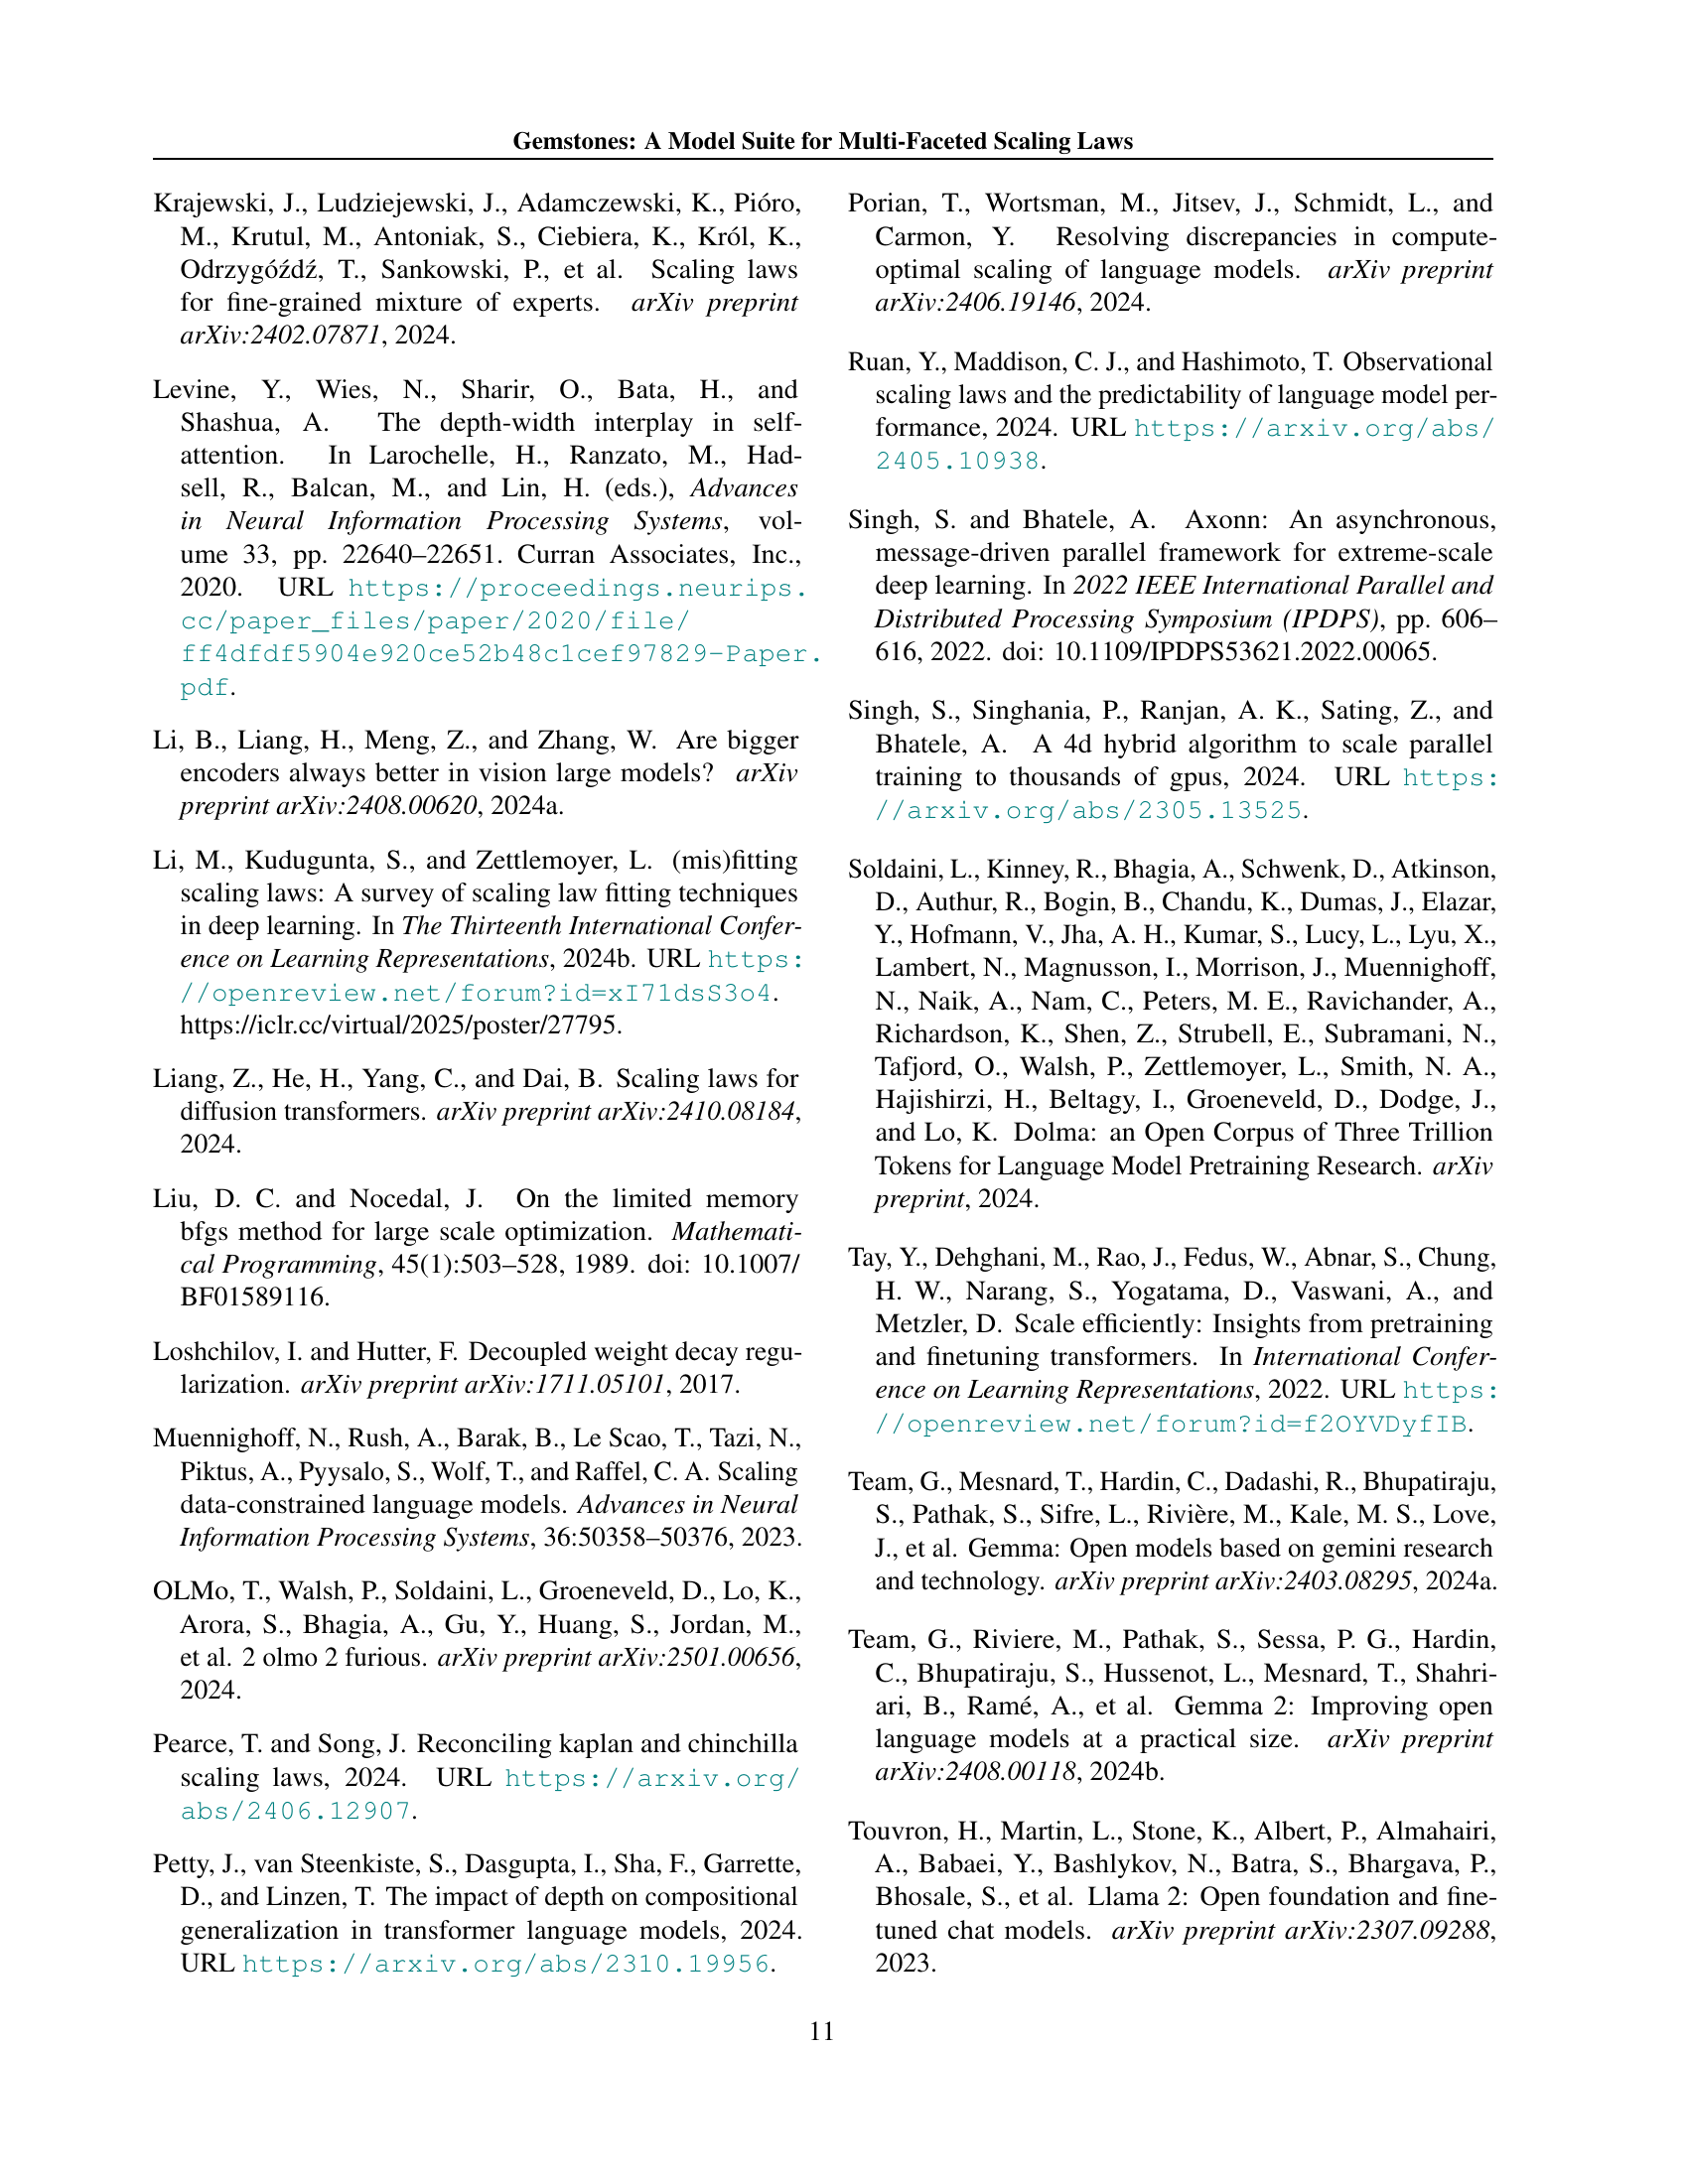 Gemstones: A Model Suite for Multi-Faceted Scaling Laws
Krajewski, J., Ludziejewski, J., Adamczewski, K., Pióro,
M., Krutul, M., Antoniak, S., Ciebiera, K., Król, K.,
Odrzygóźdź, T., Sankowski, P., et al. Scaling laws
for fine-grained mixture of experts. arXiv preprint
arXiv:2402.07871, 2024.
Levine, Y., Wies, N., Sharir, O., Bata, H., and
Shashua, A. The depth-width interplay in self-
attention. In Larochelle, H., Ranzato, M., Had-
sell, R., Balcan, M., and Lin, H. (eds.), Advances
in Neural Information Processing Systems, vol-
ume 33, pp. 22640–22651. Curran Associates, Inc.,
2020. URL https://proceedings.neurips.
cc/paper_files/paper/2020/file/
ff4dfdf5904e920ce52b48c1cef97829-Paper.
pdf.
Li, B., Liang, H., Meng, Z., and Zhang, W. Are bigger
encoders always better in vision large models? arXiv
preprint arXiv:2408.00620, 2024a.
Li, M., Kudugunta, S., and Zettlemoyer, L. (mis)fitting
scaling laws: A survey of scaling law fitting techniques
in deep learning. In The Thirteenth International Confer-
ence on Learning Representations, 2024b. URL https:
//openreview.net/forum?id=xI71dsS3o4.
https://iclr.cc/virtual/2025/poster/27795.
Liang, Z., He, H., Yang, C., and Dai, B. Scaling laws for
diffusion transformers. arXiv preprint arXiv:2410.08184,
2024.
Liu, D. C. and Nocedal, J. On the limited memory
bfgs method for large scale optimization. Mathemati-
cal Programming, 45(1):503–528, 1989. doi: 10.1007/
BF01589116.
Loshchilov, I. and Hutter, F. Decoupled weight decay regu-
larization. arXiv preprint arXiv:1711.05101, 2017.
Muennighoff, N., Rush, A., Barak, B., Le Scao, T., Tazi, N.,
Piktus, A., Pyysalo, S., Wolf, T., and Raffel, C. A. Scaling
data-constrained language models. Advances in Neural
Information Processing Systems, 36:50358–50376, 2023.
OLMo, T., Walsh, P., Soldaini, L., Groeneveld, D., Lo, K.,
Arora, S., Bhagia, A., Gu, Y., Huang, S., Jordan, M.,
et al. 2 olmo 2 furious. arXiv preprint arXiv:2501.00656,
2024.
Pearce, T. and Song, J. Reconciling kaplan and chinchilla
scaling laws, 2024. URL https://arxiv.org/
abs/2406.12907.
Petty, J., van Steenkiste, S., Dasgupta, I., Sha, F., Garrette,
D., and Linzen, T. The impact of depth on compositional
generalization in transformer language models, 2024.
URL https://arxiv.org/abs/2310.19956.
Porian, T., Wortsman, M., Jitsev, J., Schmidt, L., and
Carmon, Y. Resolving discrepancies in compute-
optimal scaling of language models. arXiv preprint
arXiv:2406.19146, 2024.
Ruan, Y., Maddison, C. J., and Hashimoto, T. Observational
scaling laws and the predictability of language model per-
formance, 2024. URL https://arxiv.org/abs/
2405.10938.
Singh, S. and Bhatele, A. Axonn: An asynchronous,
message-driven parallel framework for extreme-scale
deep learning. In 2022 IEEE International Parallel and
Distributed Processing Symposium (IPDPS), pp. 606–
616, 2022. doi: 10.1109/IPDPS53621.2022.00065.
Singh, S., Singhania, P., Ranjan, A. K., Sating, Z., and
Bhatele, A. A 4d hybrid algorithm to scale parallel
training to thousands of gpus, 2024. URL https:
//arxiv.org/abs/2305.13525.
Soldaini, L., Kinney, R., Bhagia, A., Schwenk, D., Atkinson,
D., Authur, R., Bogin, B., Chandu, K., Dumas, J., Elazar,
Y., Hofmann, V., Jha, A. H., Kumar, S., Lucy, L., Lyu, X.,
Lambert, N., Magnusson, I., Morrison, J., Muennighoff,
N., Naik, A., Nam, C., Peters, M. E., Ravichander, A.,
Richardson, K., Shen, Z., Strubell, E., Subramani, N.,
Tafjord, O., Walsh, P., Zettlemoyer, L., Smith, N. A.,
Hajishirzi, H., Beltagy, I., Groeneveld, D., Dodge, J.,
and Lo, K. Dolma: an Open Corpus of Three Trillion
Tokens for Language Model Pretraining Research. arXiv
preprint, 2024.
Tay, Y., Dehghani, M., Rao, J., Fedus, W., Abnar, S., Chung,
H. W., Narang, S., Yogatama, D., Vaswani, A., and
Metzler, D. Scale efficiently: Insights from pretraining
and finetuning transformers. In International Confer-
ence on Learning Representations, 2022. URL https:
//openreview.net/forum?id=f2OYVDyfIB.
Team, G., Mesnard, T., Hardin, C., Dadashi, R., Bhupatiraju,
S., Pathak, S., Sifre, L., Rivière, M., Kale, M. S., Love,
J., et al. Gemma: Open models based on gemini research
and technology. arXiv preprint arXiv:2403.08295, 2024a.
Team, G., Riviere, M., Pathak, S., Sessa, P. G., Hardin,
C., Bhupatiraju, S., Hussenot, L., Mesnard, T., Shahri-
ari, B., Ramé, A., et al. Gemma 2: Improving open
language models at a practical size. arXiv preprint
arXiv:2408.00118, 2024b.
Touvron, H., Martin, L., Stone, K., Albert, P., Almahairi,
A., Babaei, Y., Bashlykov, N., Batra, S., Bhargava, P.,
Bhosale, S., et al. Llama 2: Open foundation and fine-
tuned chat models. arXiv preprint arXiv:2307.09288,
2023.
11